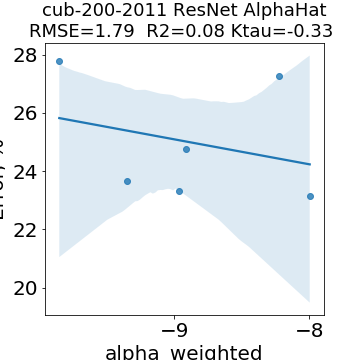 cub-200-2011 ResNet AlphaHat
RMSE=1.79 R2=0.08 Ktau=-0.33
28
26
24
22
20
−9
−8
alpha_weighted